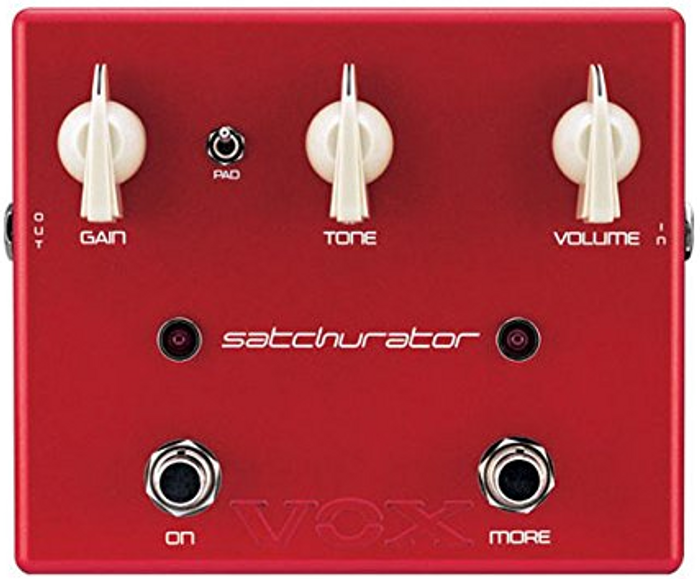 PAD
OUT
GAIN
TONE
VOLUME
In
satchurator
VOX
ON
MORE